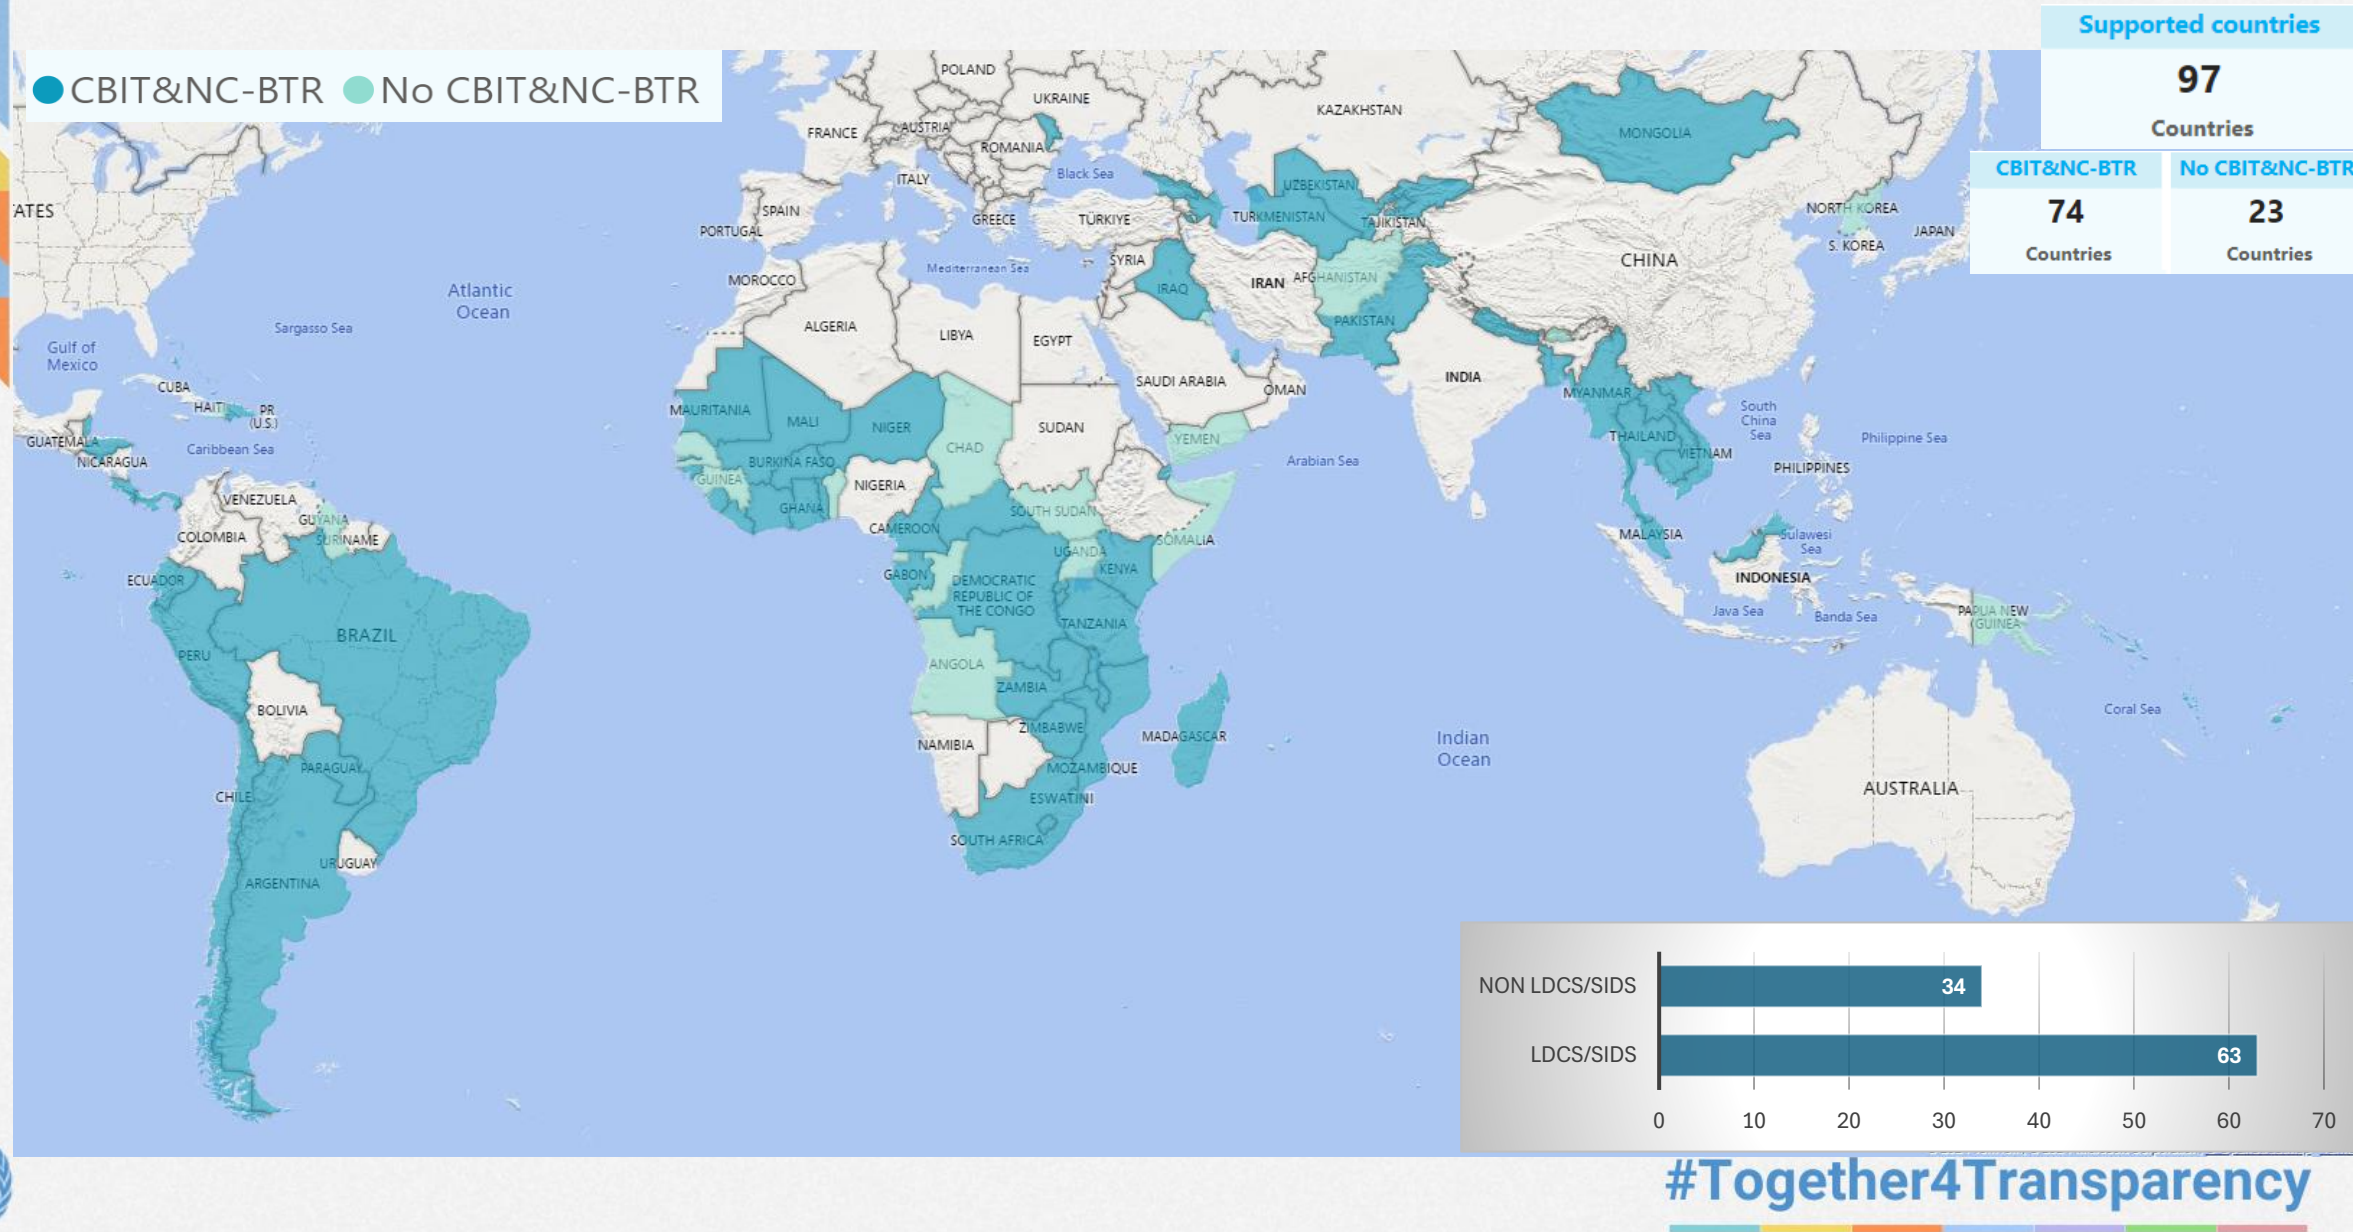 Supported countries
97
Countries
CBIT&NC-BTR
74
Countries
No CBIT&NC-BTR
23
Countries
CBIT&NC-BTR
No CBIT&NC-BTR
POLAND
UKRAINE
KAZAKHSTAN
FRANCE
AUSTRIA
ROMANIA
MONGOLIA
ITALY
Black Sea
UZBEKISTAN
ATES
SPAIN
PORTUGAL
GREECE
TÜRKIYE
TURKMENISTAN
TAJIKISTAN
NORTH KOREA
S. KOREA
JAPAN
MOROCCO
Mediterranean Sea
SYRIA
IRAQ
IRAN
AFGHANISTAN
CHINA
Atlantic
Ocean
Sargasso Sea
Gulf of
Mexico
ALGERIA
LIBYA
EGYPT
PAKISTAN
CUBA
HAITI
PR
(U.S.)
SAUDI ARABIA
OMAN
INDIA
MYANMAR
GUATEMALA
Caribbean Sea
NICARAGUA
MAURITANIA
MALI
NIGER
CHAD
SUDAN
YEMEN
Arabian Sea
THAILAND
VIETNAM
South
China
Sea
Philippine Sea
PHILIPPINES
BURKINA FASO
GUINEA
GHANA
NIGERIA
VENEZUELA
GUYANA
SURINAME
COLOMBIA
CAMEROON
SOUTH SUDAN
SOMALIA
MALAYSIA
Sulawesi
Sea
ECUADOR
GABON
DEMOCRATIC
REPUBLIC OF
THE CONGO
UGANDA
KENYA
INDONESIA
Java Sea
Banda Sea
PAPUA NEW
GUINEA
BRAZIL
PERU
TANZANIA
ANGOLA
ZAMBIA
BOLIVIA
NAMIBIA
ZIMBABWE
MADAGASCAR
Indian
Ocean
Coral Sea
PARAGUAY
MOZAMBIQUE
CHILE
ESWATINI
AUSTRALIA
SOUTH AFRICA
URUGUAY
ARGENTINA
NON LDCS/SIDS
34
LDCS/SIDS
63
0 10 20 30 40 50 60 70
#Together4Transparency